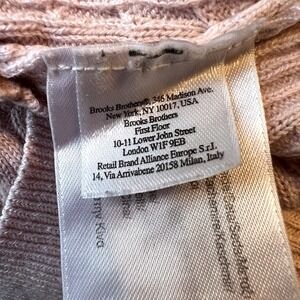 Brooks Brothers®, 346 Madison Ave.
New York, NY 10017, USA
Brooks Brothers
First Floor
10-11 Lower John Street
London W1F 9EB
Retail Brand Alliance Europe S.r.l.
14, Via Arrivabene 20158 Milan, Italy